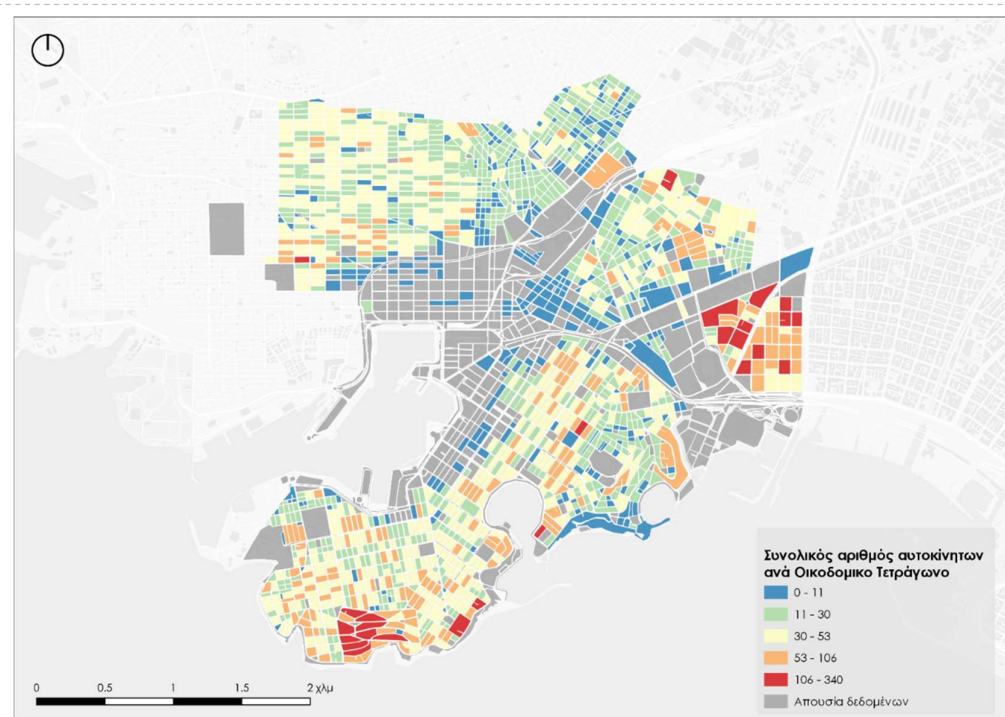 Συνολικός αριθμός αυτοκίνητων
ανά Οικοδομικο Τετράγωνο
0 - 11
11 - 30
30 - 53
53 - 106
106 - 340
Απουσία δεδομένων
0 0.5 1 1.5 2 χλμ